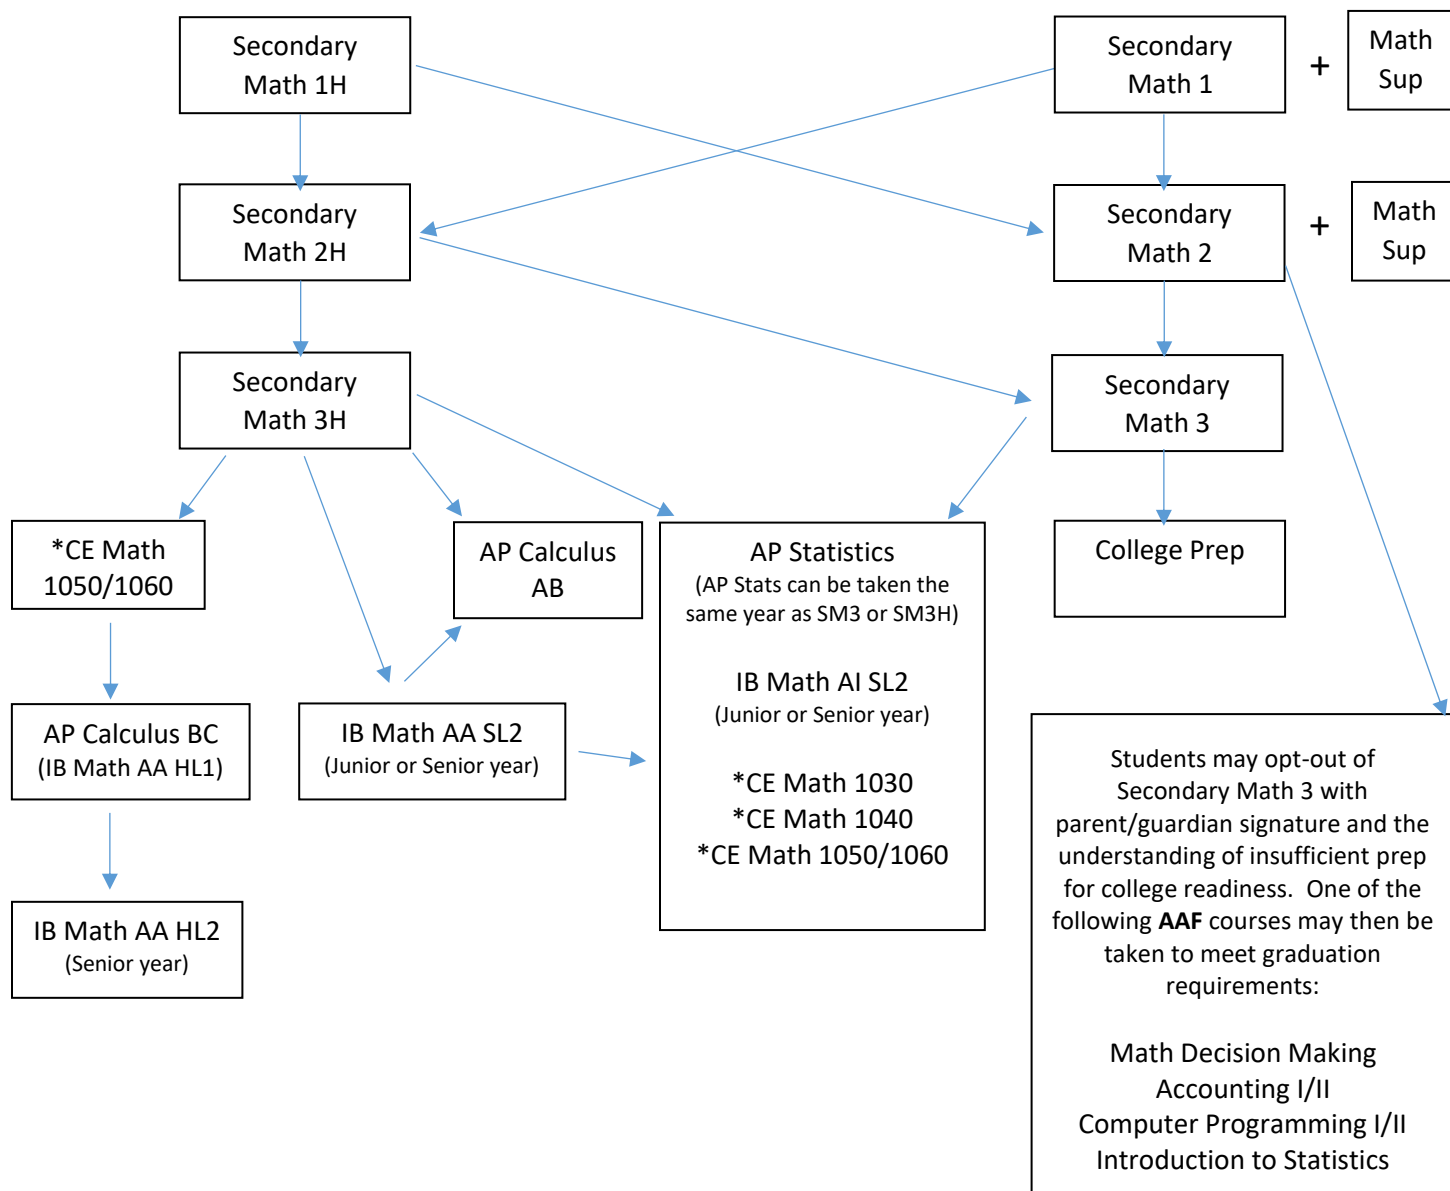 Secondary
Math 1H
Secondary
Math 1
+
Math
Sup
Secondary
Math 2H
Secondary
Math 2
+
Math
Sup
Secondary
Math 3H
Secondary
Math 3
*CE Math
1050/1060
AP Calculus
AB
AP Statistics
(AP Stats can be taken the
same year as SM3 or SM3H)
IB Math AI SL2
(Junior or Senior year)
*CE Math 1030
*CE Math 1040
*CE Math 1050/1060
College Prep
AP Calculus BC
(IB Math AA HL1)
IB Math AA SL2
(Junior or Senior year)
IB Math AA HL2
(Senior year)
Students may opt-out of
Secondary Math 3 with
parent/guardian signature and the
understanding of insufficient prep
for college readiness.  One of the
following AAF courses may then be
taken to meet graduation
requirements:
Math Decision Making
Accounting I/II
Computer Programming I/II
Introduction to Statistics